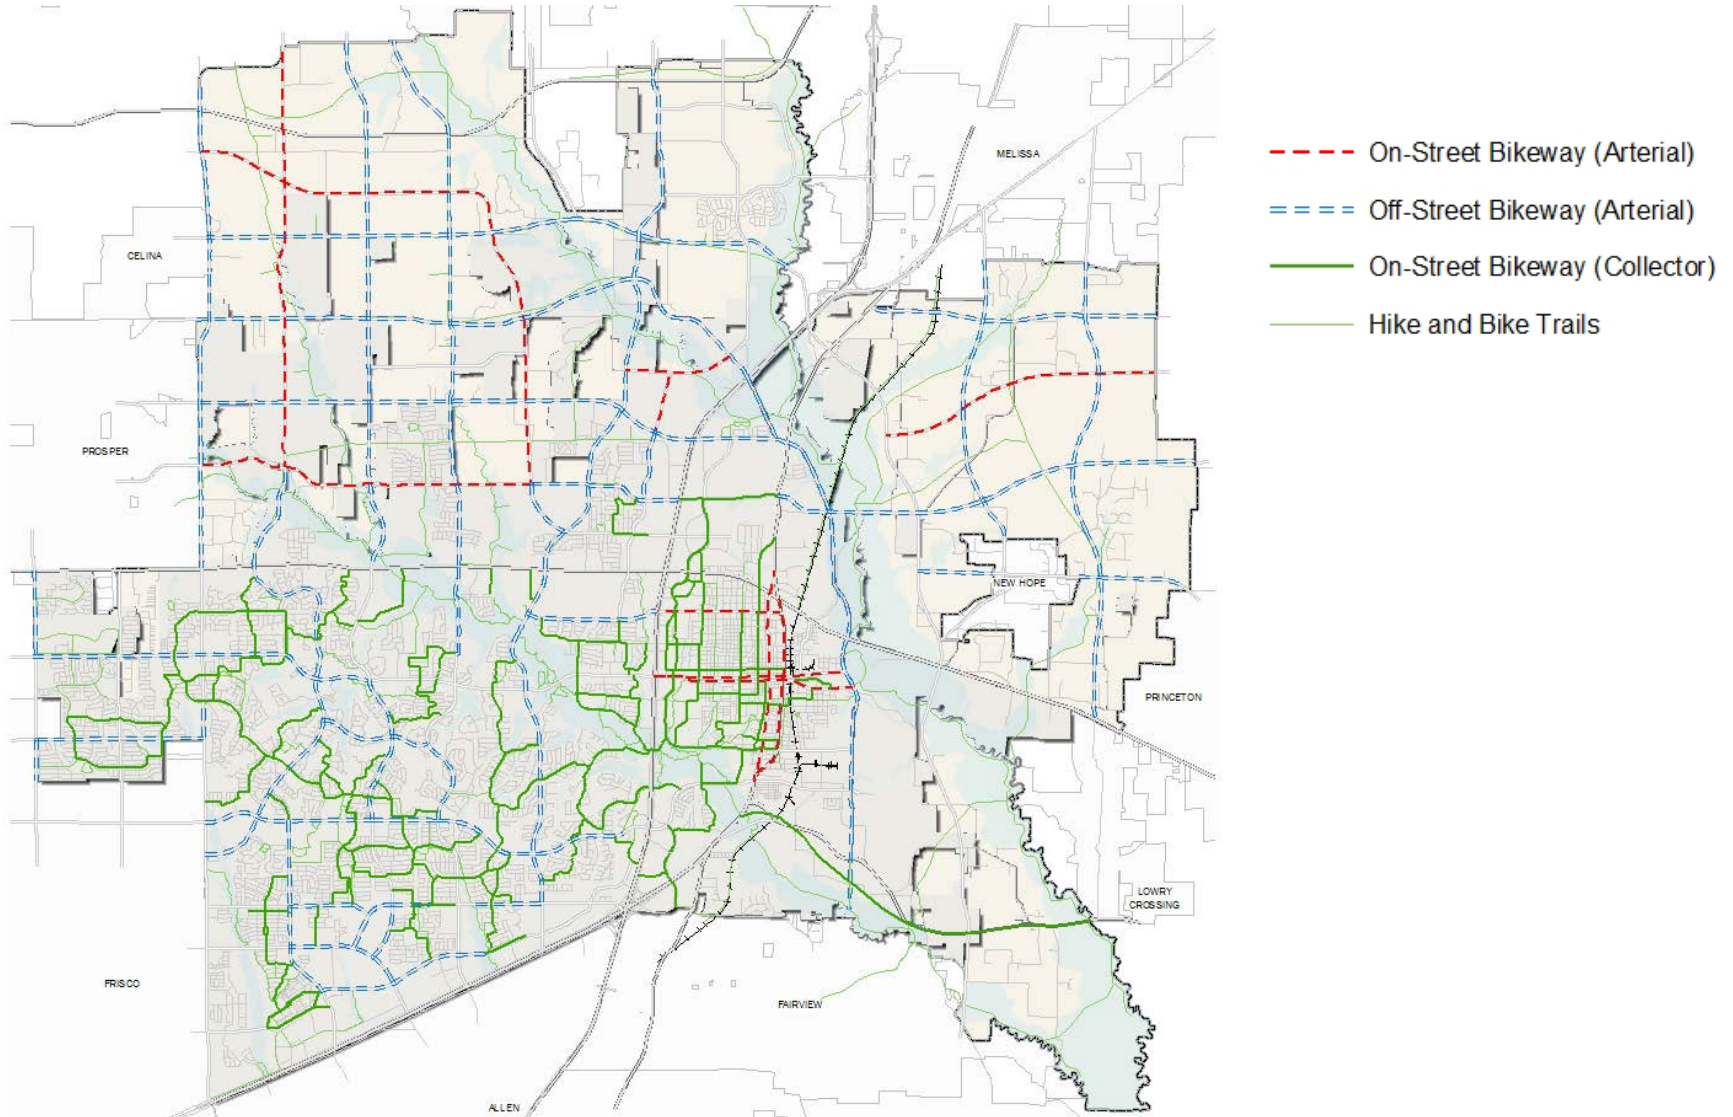 MELISSA
CELINA
PROSPER
NEW HOPE
PRINCETON
LOWRY
CROSSING
FRISCO
FAIRVIEW
ALLEN
On-Street Bikeway (Arterial)
Off-Street Bikeway (Arterial)
On-Street Bikeway (Collector)
Hike and Bike Trails